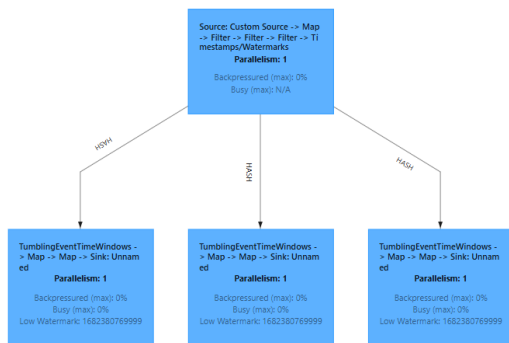 Source: Custom Source -> Map
-> Filter -> Filter -> Filter -> Ti
mestamps/Watermarks
Parallelism: 1
Backpressured (max): 0%
Busy (max): N/A
HASH
HASH
HASH
TumblingEventTimeWindows -
> Map -> Map -> Sink: Unnam
ed
Parallelism: 1
Backpressured (max): 0%
Busy (max): 0%
Low Watermark: 1682380769999
TumblingEventTimeWindows -
> Map -> Map -> Sink: Unnam
ed
Parallelism: 1
Backpressured (max): 0%
Busy (max): 0%
Low Watermark: 1682380769999
TumblingEventTimeWindows -
> Map -> Map -> Sink: Unnam
ed
Parallelism: 1
Backpressured (max): 0%
Busy (max): 0%
Low Watermark: 1682380769999